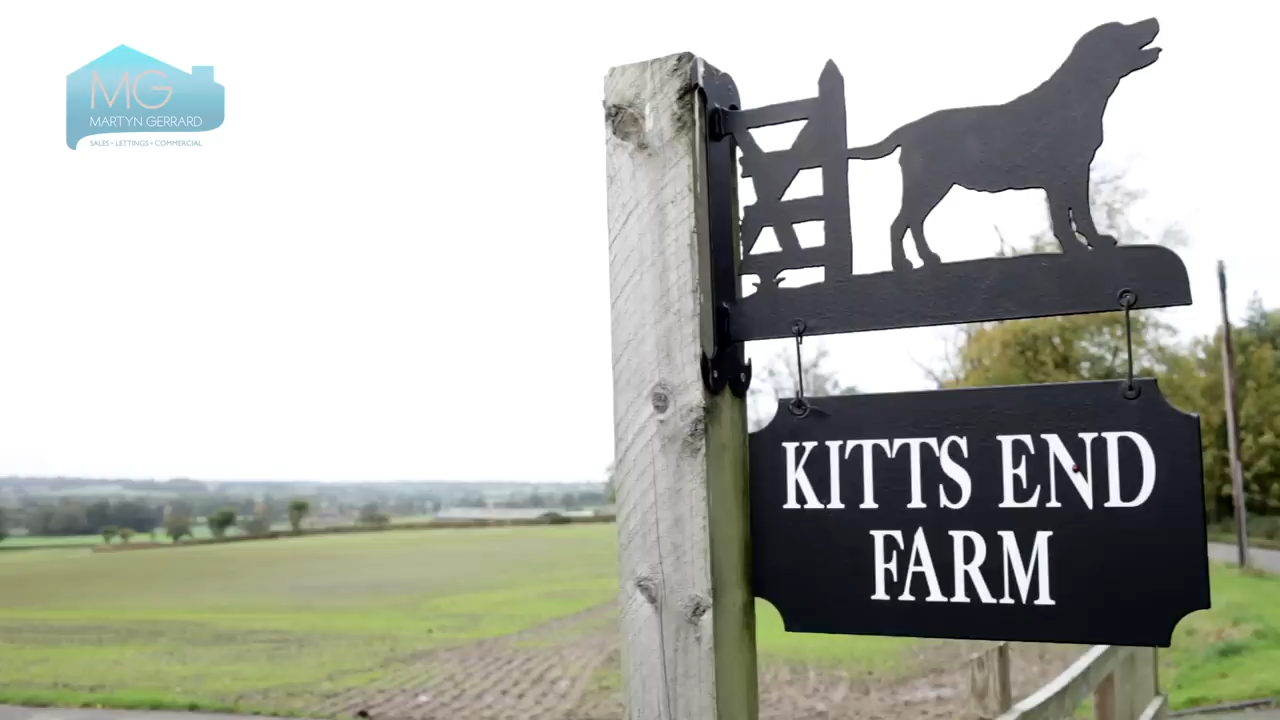 MG
MARTYN GERRARD
SALES • LETTINGS • COMMERCIAL
KITTS END
FARM